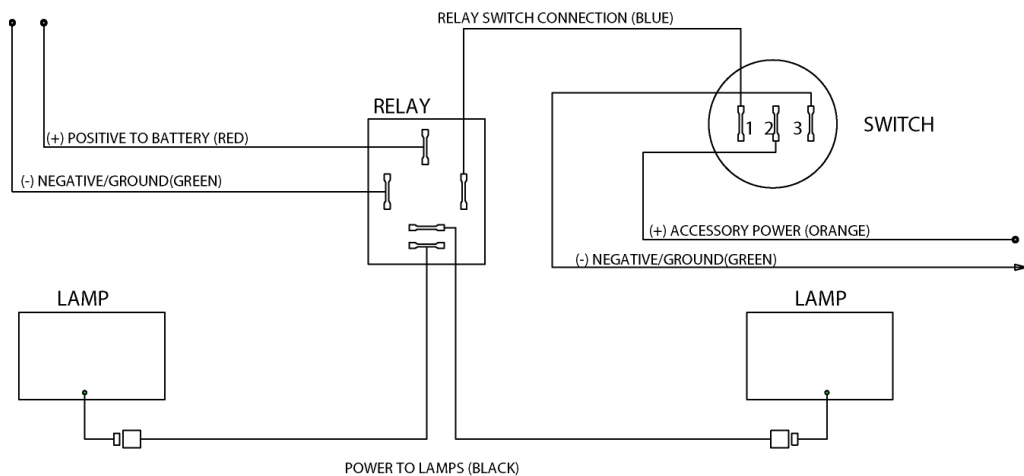 RELAY SWITCH CONNECTION (BLUE)
RELAY
(+) POSITIVE TO BATTERY (RED)
1 2 3
SWITCH
(-) NEGATIVE/GROUND(GREEN)
(+) ACCESSORY POWER (ORANGE)
(-) NEGATIVE/GROUND(GREEN)
LAMP
LAMP
POWER TO LAMPS (BLACK)